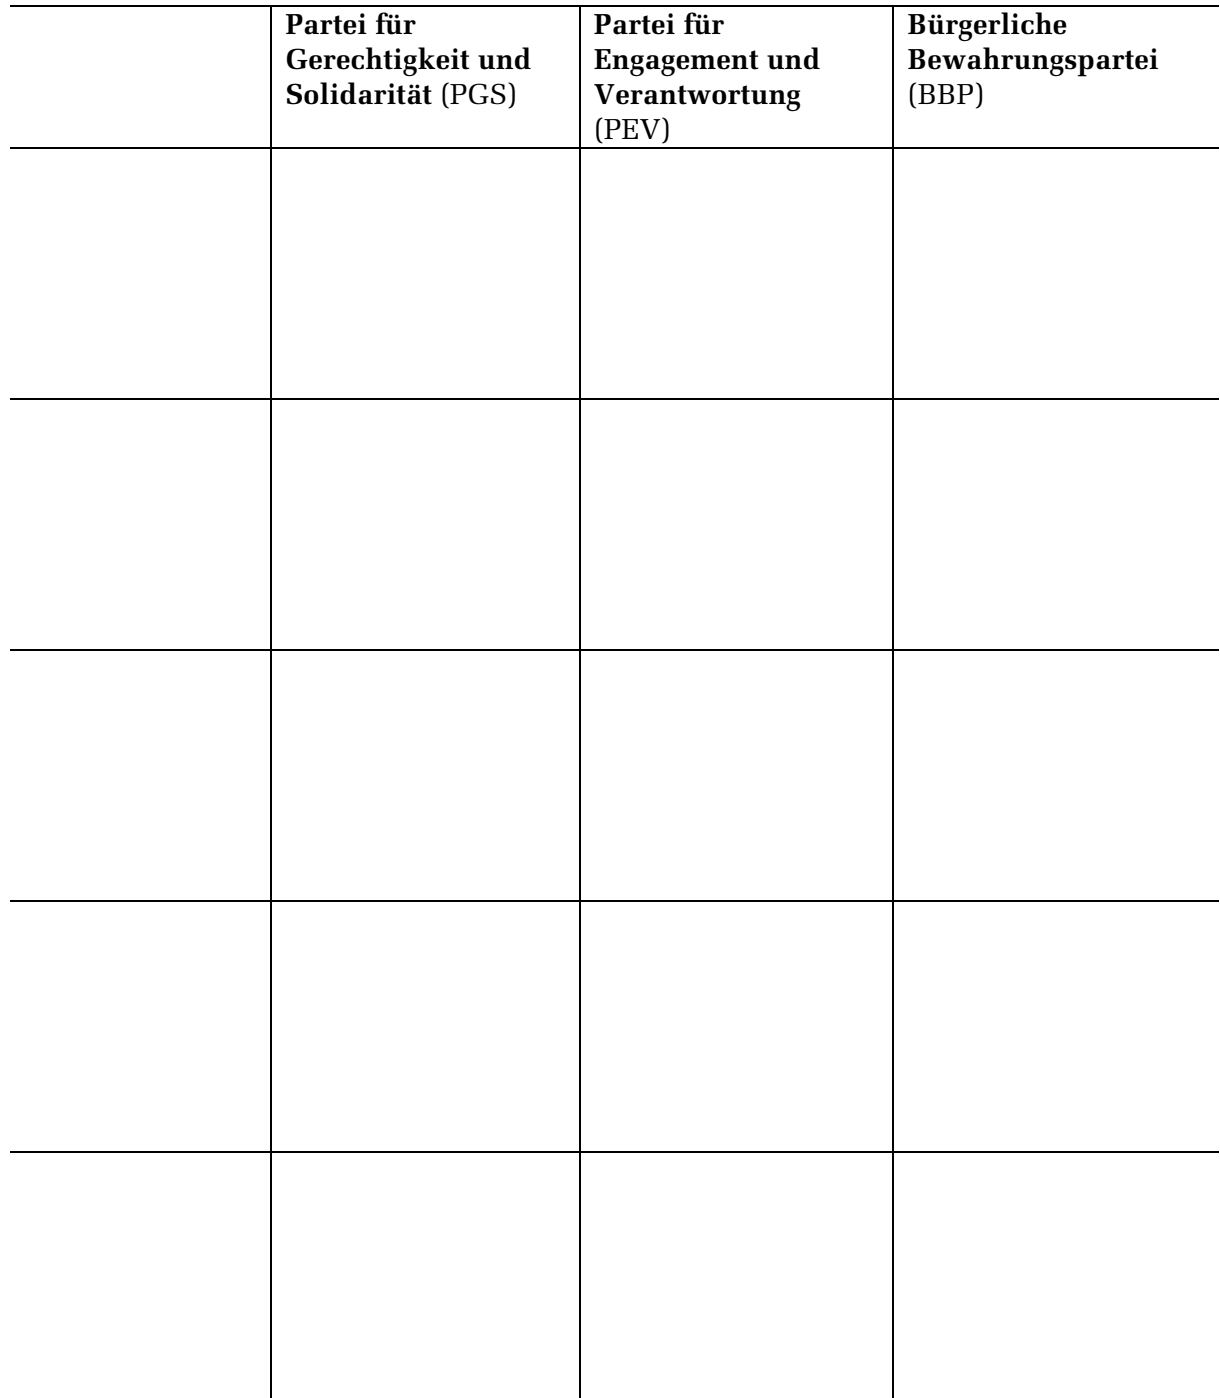 Partei für
Gerechtigkeit und
Solidarität (PGS)
Partei für
Engagement und
Verantwortung
(PEV)
Bürgerliche
Bewahrungspartei
(BBP)